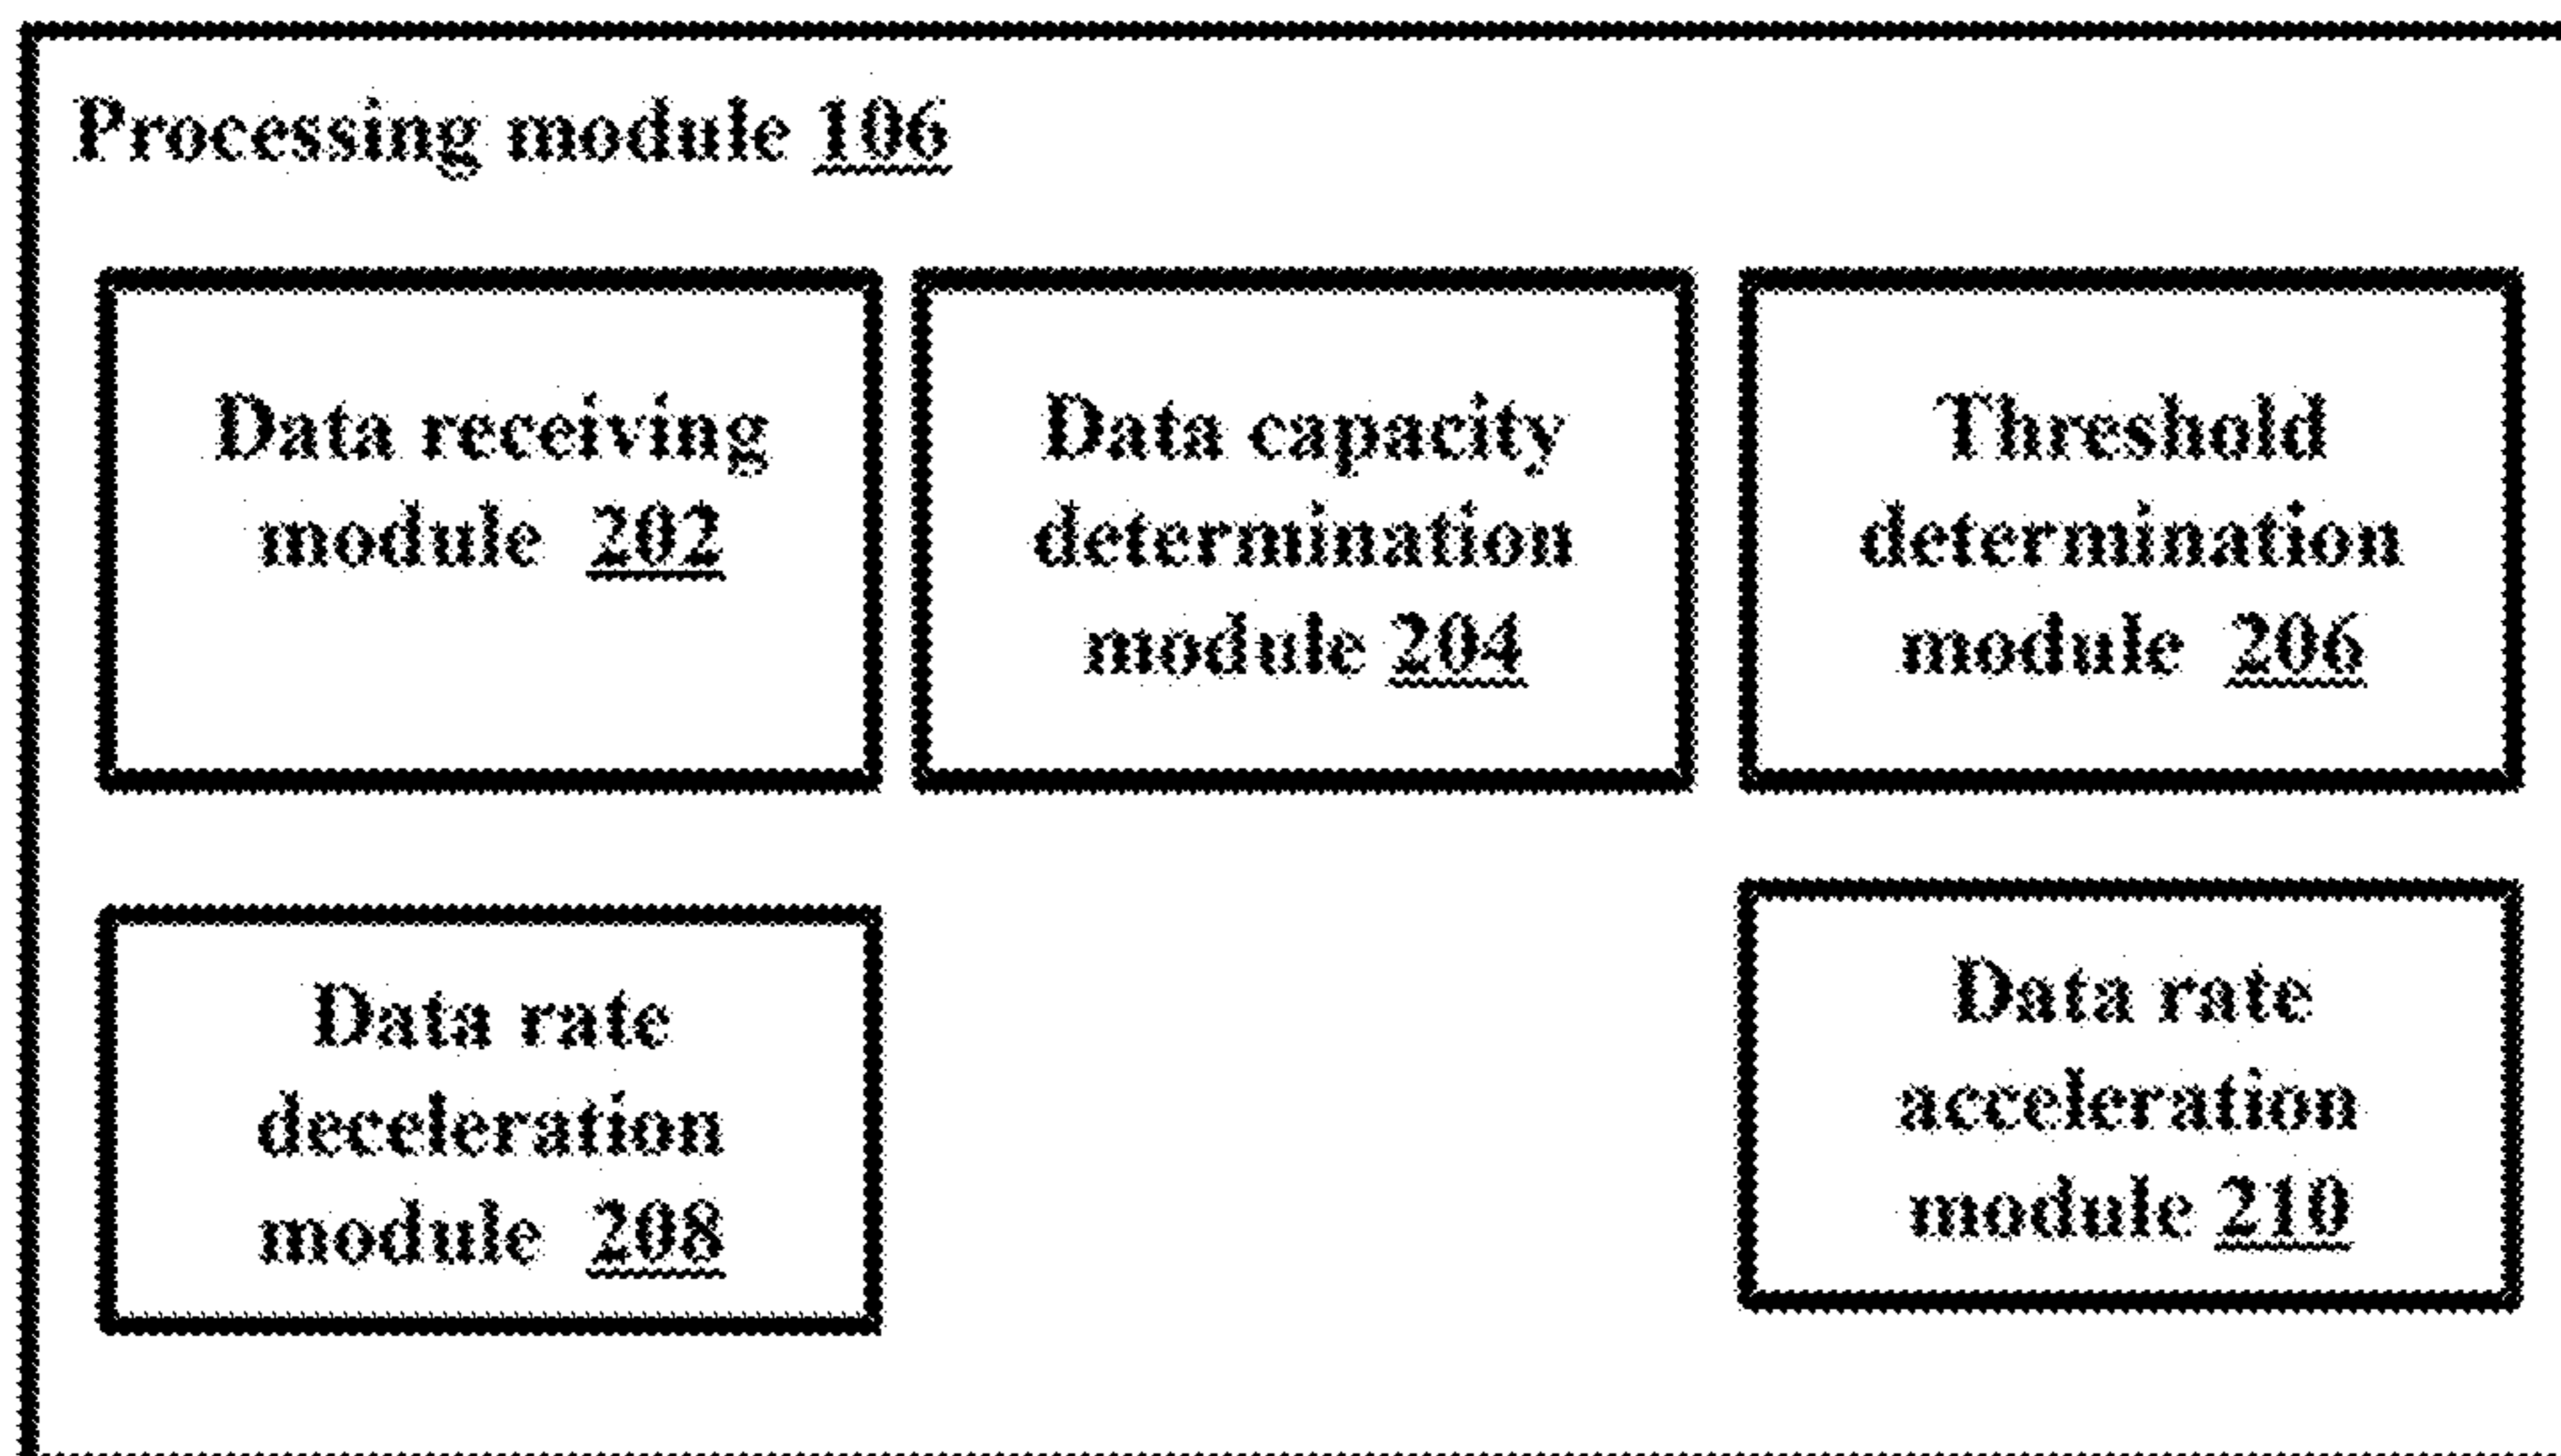 Processing module 106
Data receiving
module 202
Data capacity
determination
module 204
Threshold
determination
module 206
Data rate
deceleration
module 208
Data rate
acceleration
module 210